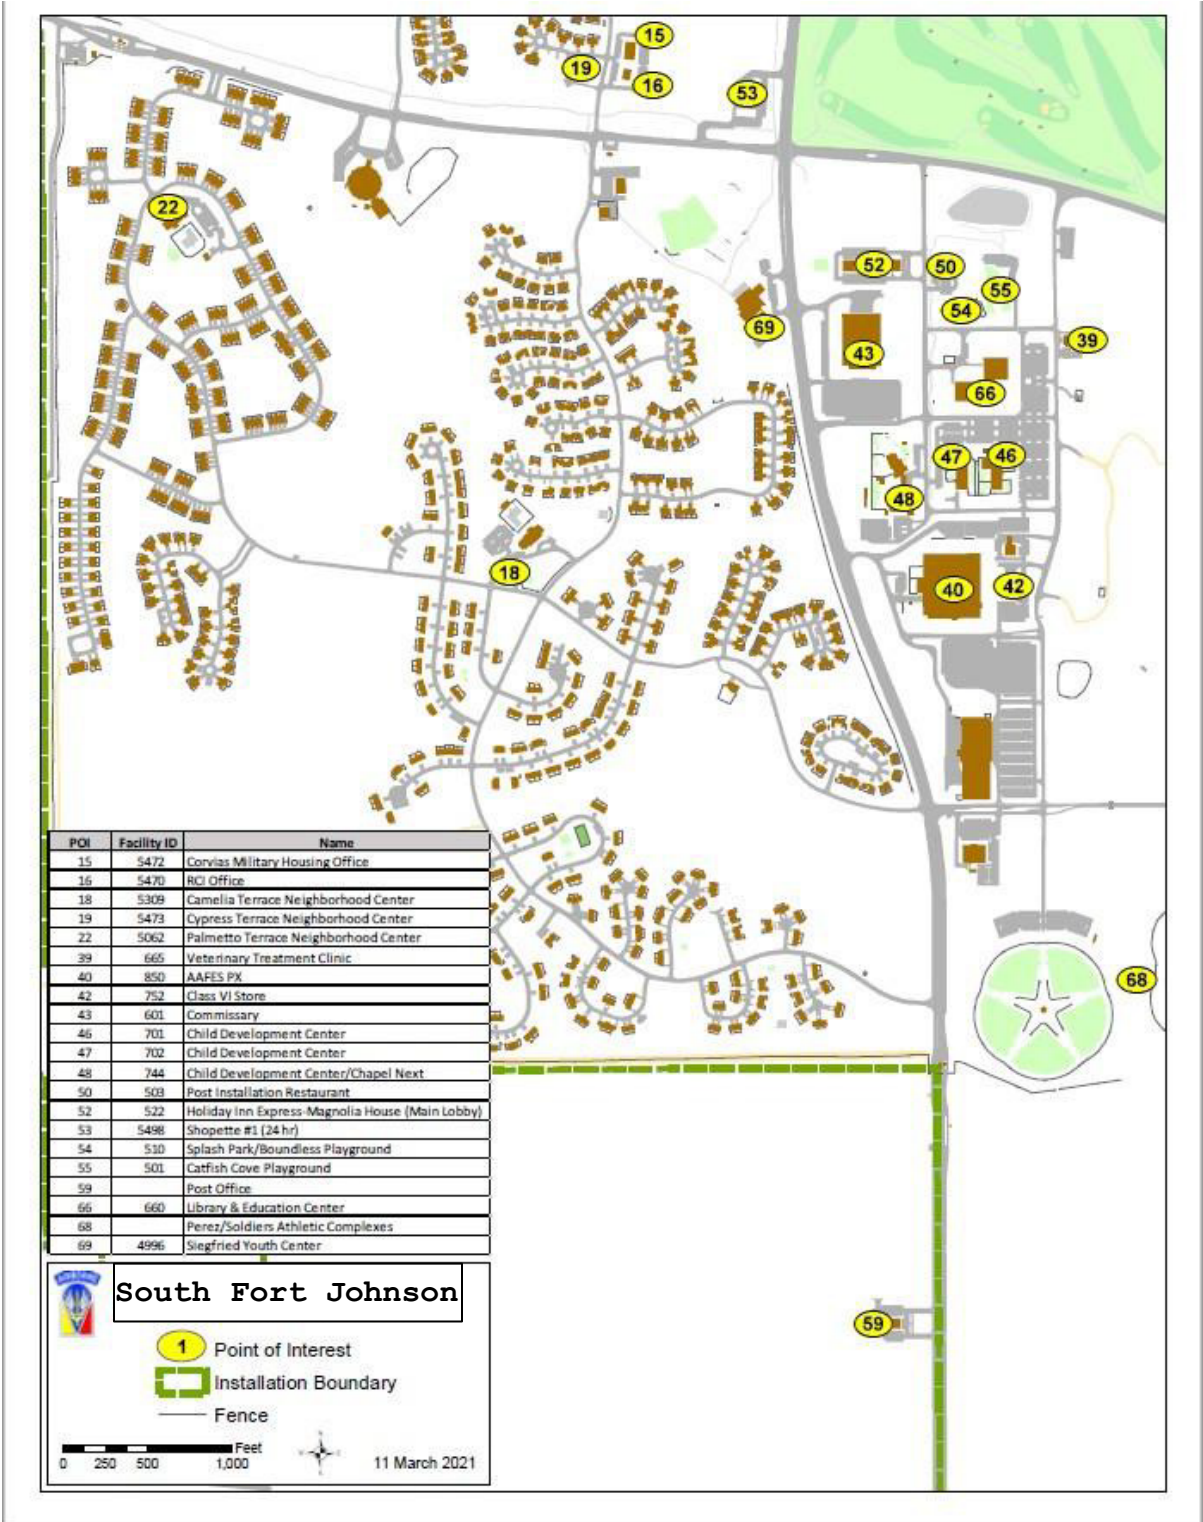 15
19
16
53
22
52
50
55
54
69
43
39
66
47
46
48
18
40
42
68
POI Facility ID Name
15 5472 Corvias Military Housing Office
16 5470 RCI Office
18 5309 Camelia Terrace Neighborhood Center
19 5473 Cypress Terrace Neighborhood Center
22 5062 Palmetto Terrace Neighborhood Center
39 665 Veterinary Treatment Clinic
40 850 AAFES PX
42 752 Class VI Store
43 601 Commissary
46 701 Child Development Center
47 702 Child Development Center
48 744 Child Development Center/Chapel Next
50 503 Post Installation Restaurant
52 522 Holiday Inn Express-Magnolia House (Main Lobby)
53 5498 Shopette #1 (24 hr)
54 510 Splash Park/Boundless Playground
55 501 Catfish Cove Playground
59 Post Office
66 660 Library & Education Center
68 Perez/Soldiers Athletic Complexes
69 4996 Siegfried Youth Center
AIRBORNE
South Fort Johnson
1 Point of Interest
Installation Boundary
Fence
Feet
0 250 500 1,000
11 March 2021
59